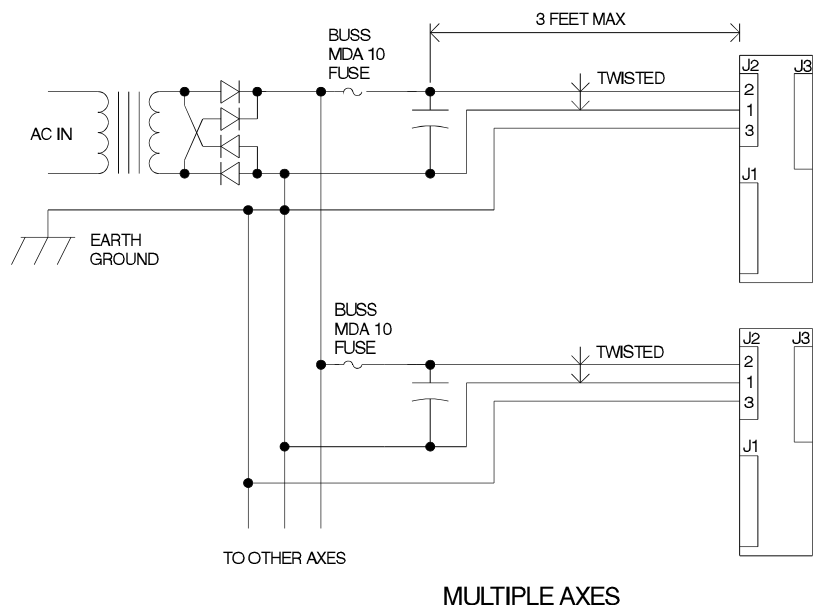 3 FEET MAX
BUSS
MDA 10
FUSE
TWISTED
J2
J3
2
1
3
J1
AC IN
EARTH
GROUND
BUSS
MDA 10
FUSE
TWISTED
J2
J3
2
1
3
J1
TO OTHER AXES
MULTIPLE AXES